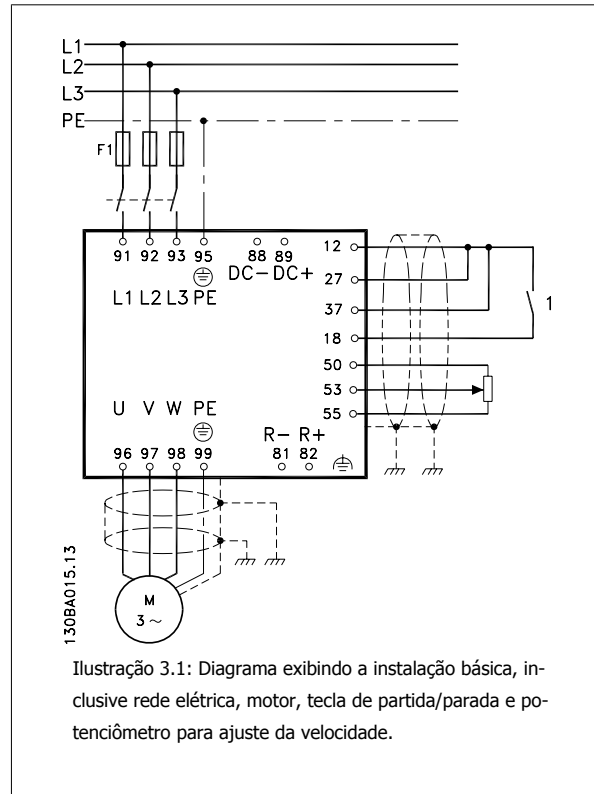 L1
L2
L3
PE
F1
91 92 93 95 88 89
DC- DC+
L1 L2 L3 PE
12
27
37
18
1
50
53
55
U V W PE
R- R+
96 97 98 99 81 82
M
3 ~
130BA015.13
Ilustração 3.1: Diagrama exibindo a instalação básica, in-
clusive rede elétrica, motor, tecla de partida/parada e po-
tenciômetro para ajuste da velocidade.